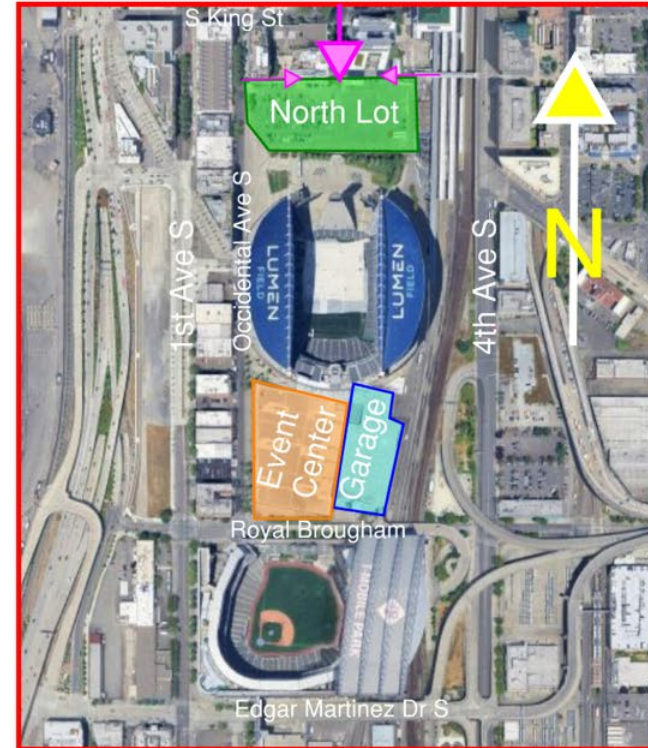 S King St
North Lot
Occidental Ave S
1st Ave S
LUMEN
FIELD
LUMEN
FIELD
4th Ave S
N
Event
Center
Garage
Royal Brougham
T-MOBILE PARK
Edgar Martinez Dr S